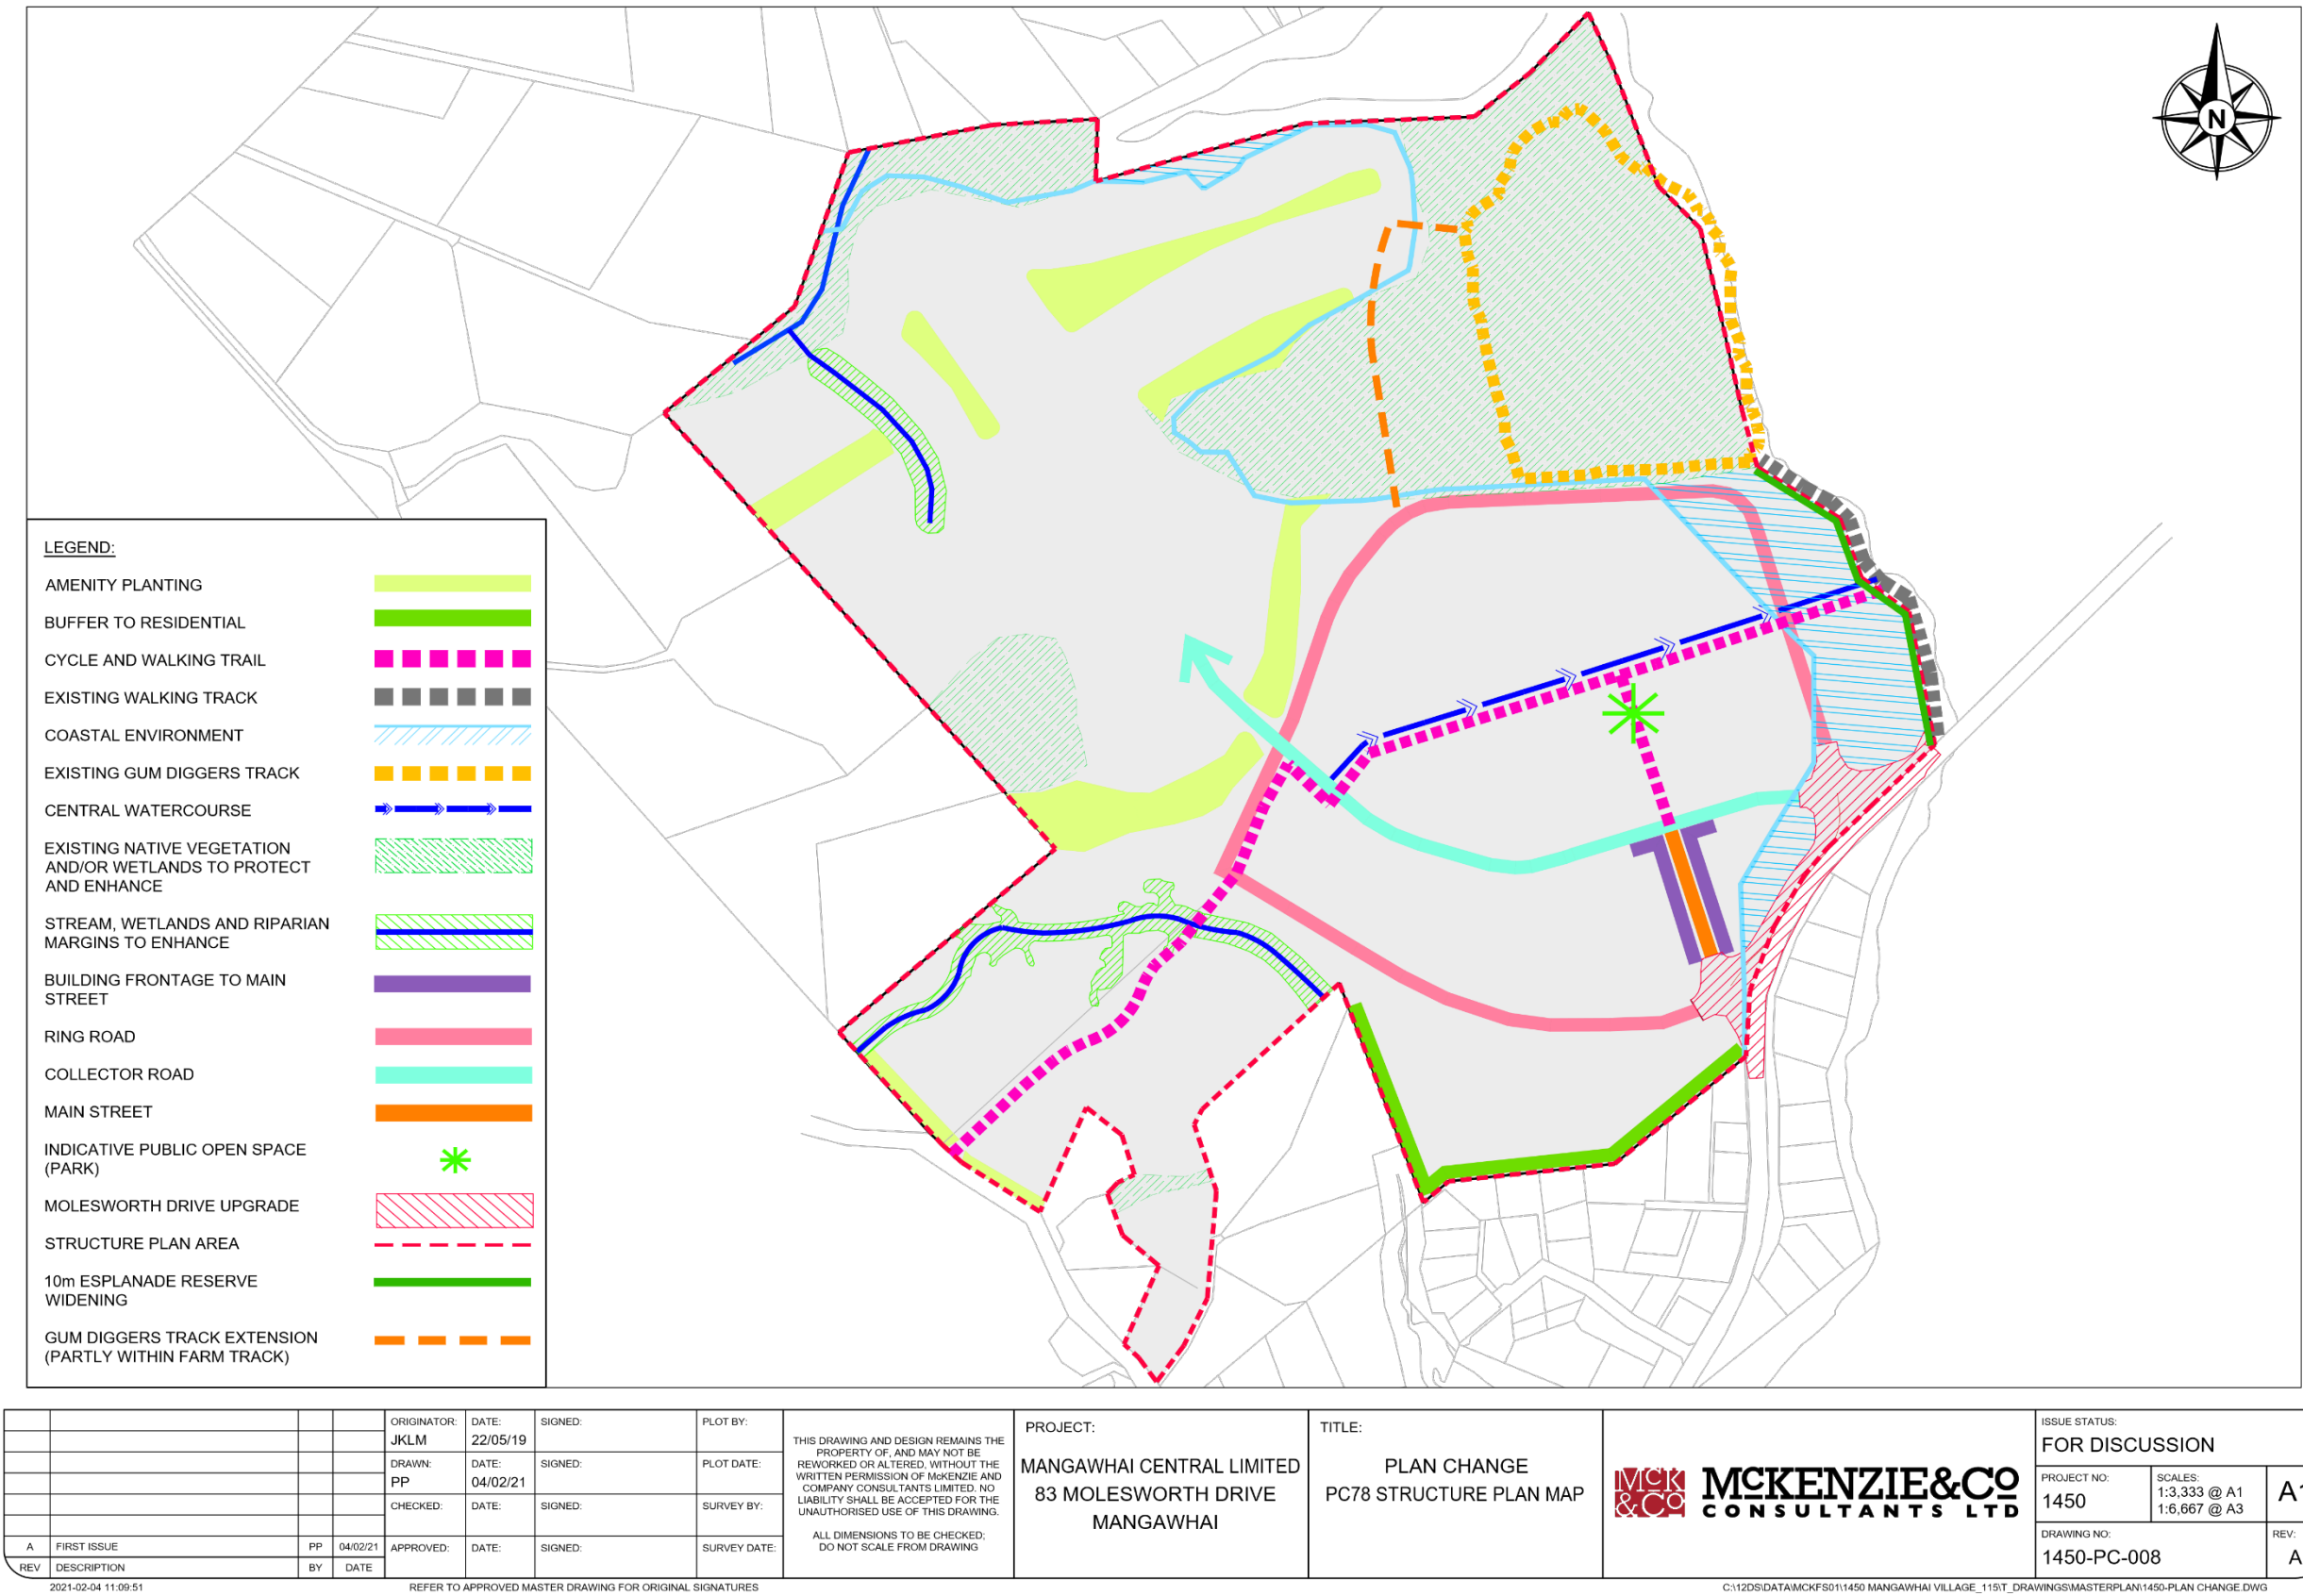 N
LEGEND:
AMENITY PLANTING
BUFFER TO RESIDENTIAL
CYCLE AND WALKING TRAIL
EXISTING WALKING TRACK
COASTAL ENVIRONMENT
EXISTING GUM DIGGERS TRACK
CENTRAL WATERCOURSE
EXISTING NATIVE VEGETATION
AND/OR WETLANDS TO PROTECT
AND ENHANCE
STREAM, WETLANDS AND RIPARIAN
MARGINS TO ENHANCE
BUILDING FRONTAGE TO MAIN
STREET
RING ROAD
COLLECTOR ROAD
MAIN STREET
INDICATIVE PUBLIC OPEN SPACE
(PARK)
MOLESWORTH DRIVE UPGRADE
STRUCTURE PLAN AREA
10m ESPLANADE RESERVE
WIDENING
GUM DIGGERS TRACK EXTENSION
(PARTLY WITHIN FARM TRACK)
A FIRST ISSUE PP 04/02/21
REV DESCRIPTION BY DATE
ORIGINATOR: DATE: SIGNED: PLOT BY:
JKLM 22/05/19
DRAWN: DATE: SIGNED: PLOT DATE:
PP 04/02/21
CHECKED: DATE: SIGNED: SURVEY BY:
APPROVED: DATE: SIGNED: SURVEY DATE:
THIS DRAWING AND DESIGN REMAINS THE
PROPERTY OF, AND MAY NOT BE
REWORKED OR ALTERED, WITHOUT THE
WRITTEN PERMISSION OF McKENZIE AND
COMPANY CONSULTANTS LIMITED. NO
LIABILITY SHALL BE ACCEPTED FOR THE
UNAUTHORISED USE OF THIS DRAWING.
ALL DIMENSIONS TO BE CHECKED;
DO NOT SCALE FROM DRAWING
PROJECT:
MANGAWHAI CENTRAL LIMITED
83 MOLESWORTH DRIVE
MANGAWHAI
TITLE:
PLAN CHANGE
PC78 STRUCTURE PLAN MAP
McK
&Co
McKENZIE&Co
CONSULTANTS LTD
ISSUE STATUS:
FOR DISCUSSION
PROJECT NO:
1450
SCALES:
1:3,333 @ A1
1:6,667 @ A3
A1
DRAWING NO:
1450-PC-008
REV:
A
2021-02-04 11:09:51
REFER TO APPROVED MASTER DRAWING FOR ORIGINAL SIGNATURES
C:\12DS\DATA\MCKFS01\1450 MANGAWHAI VILLAGE_115\T_DRAWINGS\MASTERPLAN\1450-PLAN CHANGE.DWG